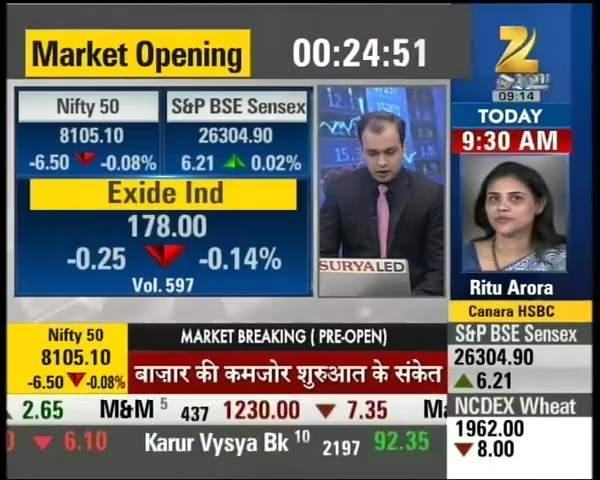 Market Opening
00:24:51
Nifty 50
8105.10
-6.50 -0.08%
S&P BSE Sensex
26304.90
6.21 0.02%
Exide Ind
178.00
-0.25 -0.14%
Vol. 597
SURYA LED
09:14
TODAY
9:30 AM
Ritu Arora
Canara HSBC
S&P BSE Sensex
26304.90
6.21
NCDEX Wheat
1962.00
8.00
Nifty 50
8105.10
-6.50 -0.08%
MARKET BREAKING ( PRE-OPEN)
बाज़ार की कमजोर शुरुआत के संकेत
2.65 M&M 5 437 1230.00 7.35 Ma
6.10 Karur Vysya Bk 10 2197 92.35